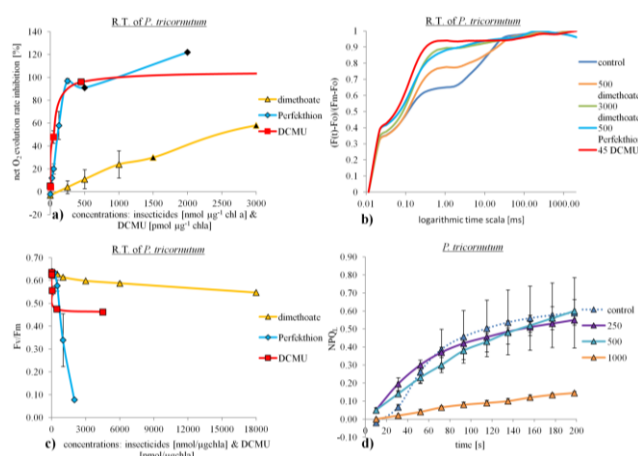 R.T. of P. tricornutum
net O2 evolution rate inhibition [%]
140
120
100
80
60
40
20
0
-20
dimethoate
Perfekthion
DCMU
0 500 1000 1500 2000 2500 3000
a) concentrations: insecticides [nmol µg-1 chl a] &
DCMU [pmol µg-1 chla]
R.T. of P. tricornutum
(F(t)-Fo)/(Fm-Fo)
1
0.9
0.8
0.7
0.6
0.5
0.4
0.3
0.2
0.1
0
control
500
dimethoate
3000
dimethoate
500
Perfekthion
45 DCMU
0.01 0.10 1.00 10.00 100.00 1000.00
b) logarithmic time scala [ms]
R.T. of P. tricornutum
Fv/Fm
0.70
0.60
0.50
0.40
0.30
0.20
0.10
0.00
dimethoate
Perfekthion
DCMU
0 3000 6000 9000 12000 15000 18000
c) concentrations: insecticides [nmol/µgchla] & DCMU
[pmol/µgchla]
P. tricornutum
0.90
0.80
0.70
0.60
0.50
0.40
0.30
0.20
0.10
0.00
-0.10
control
250
500
1000
0 20 40 60 80 100 120 140 160 180 200
d) time [s]